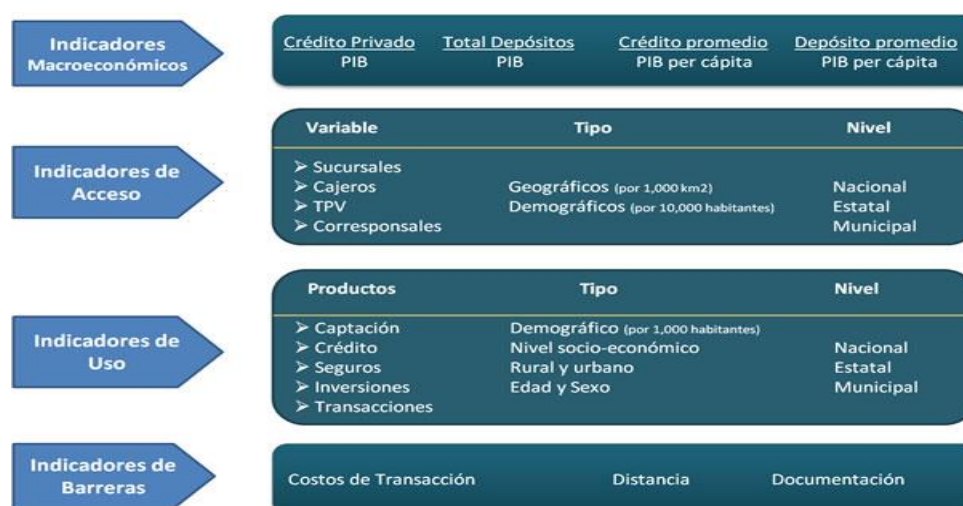 Indicadores
Macroeconómicos
Crédito Privado
PIB
Total Depósitos
PIB
Crédito promedio
PIB per cápita
Depósito promedio
PIB per cápita
Indicadores de
Acceso
Variable Tipo Nivel
➤ Sucursales
➤ Cajeros Geográficos (por 1,000 km2) Nacional
➤ TPV Demográficos (por 10,000 habitantes) Estatal
➤ Corresponsales Municipal
Indicadores de
Uso
Productos Tipo Nivel
➤ Captación Demográfico (por 1,000 habitantes)
➤ Crédito Nivel socio-económico Nacional
➤ Seguros Rural y urbano Estatal
➤ Inversiones Edad y Sexo Municipal
➤ Transacciones
Indicadores de
Barreras
Costos de Transacción Distancia Documentación